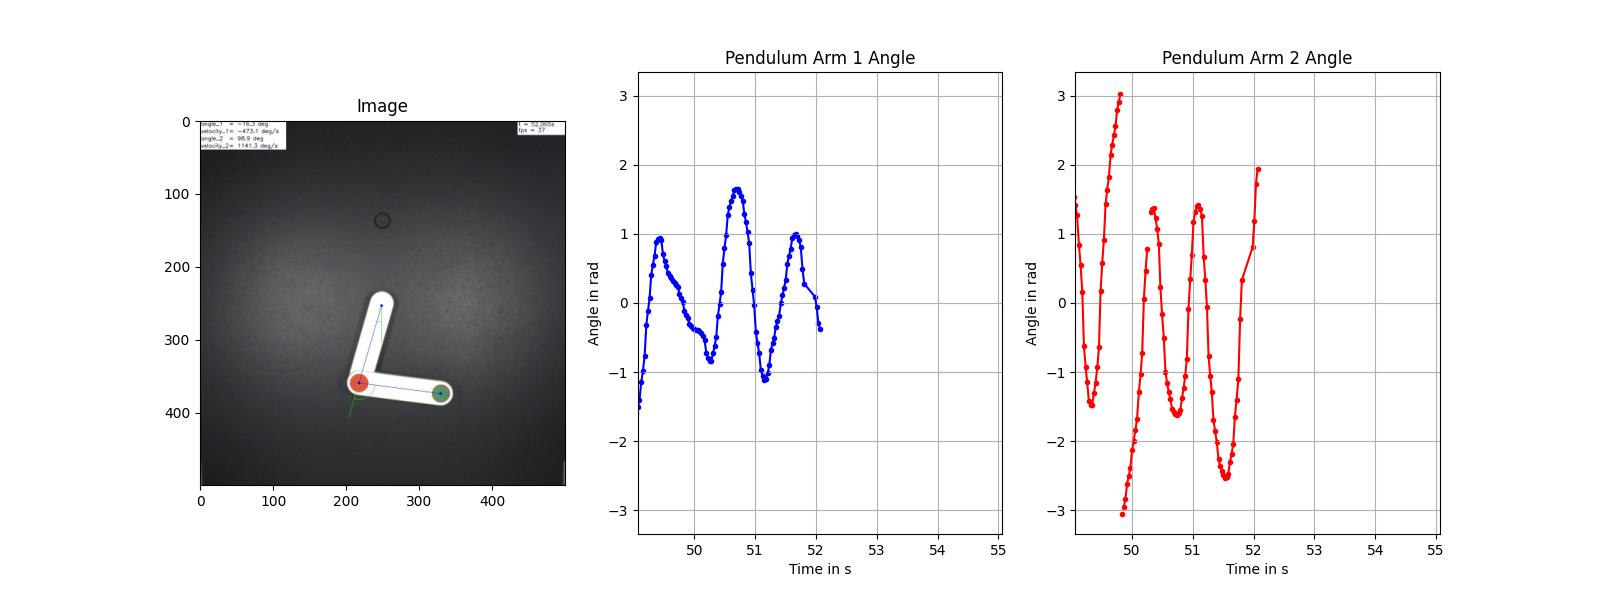 Image
angle_1 = -16.3 deg
velocity_1= -473.1 deg/s
angle_2 = 98.9 deg
velocity_2= 1141.3 deg/s
t = 52.065s
fps = 37
0
100
200
300
400
0 100 200 300 400
Pendulum Arm 1 Angle
Angle in rad
3
2
1
0
−1
−2
−3
50 51 52 53 54 55
Time in s
Pendulum Arm 2 Angle
Angle in rad
3
2
1
0
−1
−2
−3
50 51 52 53 54 55
Time in s